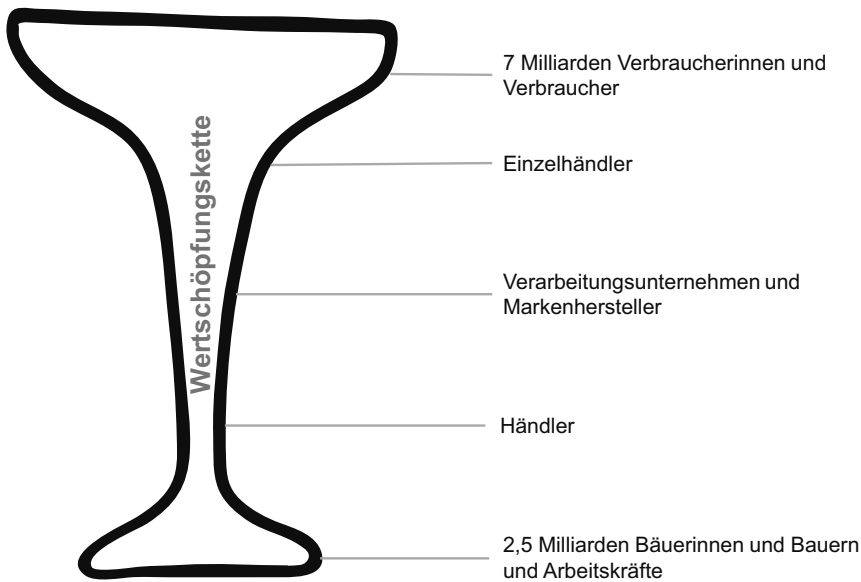 7 Milliarden Verbraucherinnen und
Verbraucher
Wertschöpfungskette
Einzelhändler
Verarbeitungsunternehmen und
Markenhersteller
Händler
2,5 Milliarden Bäuerinnen und Bauern
und Arbeitskräfte